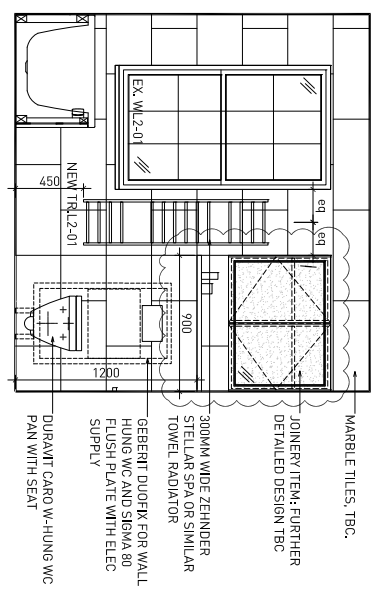 MARBLE TILES, TBC.
JOINERY ITEM: FURTHER
DETAILED DESIGN TBC
300MM WIDE ZEHNDER
STELLAR SPA OR SIMILAR
TOWEL RADIATOR
GEBERIT DUOFIX FOR WALL
HUNG WC AND SIGMA 80
FLUSH PLATE WITH ELEC
SUPPLY
DURAVIT CARO W-HUNG WC
PAN WITH SEAT
EX. WL2-01
NEW TR.L2-01
eq
eq
450
900
1200